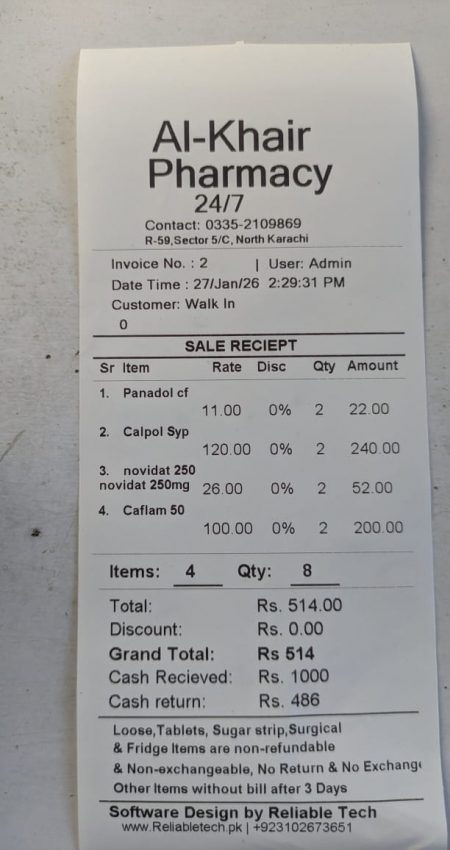 Al-Khair
Pharmacy
24/7
Contact: 0335-2109869
R-59,Sector 5/C, North Karachi
Invoice No. : 2 | User: Admin
Date Time : 27/Jan/26 2:29:31 PM
Customer: Walk In
0
SALE RECIEPT
Sr Item Rate Disc Qty Amount
1. Panadol cf
11.00 0% 2 22.00
2. Calpol Syp
120.00 0% 2 240.00
3. novidat 250
novidat 250mg 26.00 0% 2 52.00
4. Caflam 50
100.00 0% 2 200.00
Items: 4 Qty: 8
Total: Rs. 514.00
Discount: Rs. 0.00
Grand Total: Rs 514
Cash Recieved: Rs. 1000
Cash return: Rs. 486
Loose,Tablets, Sugar strip,Surgical
& Fridge Items are non-refundable
& Non-exchangeable, No Return & No Exchange
Other Items without bill after 3 Days
Software Design by Reliable Tech
www.Reliabletech.pk | +923102673651